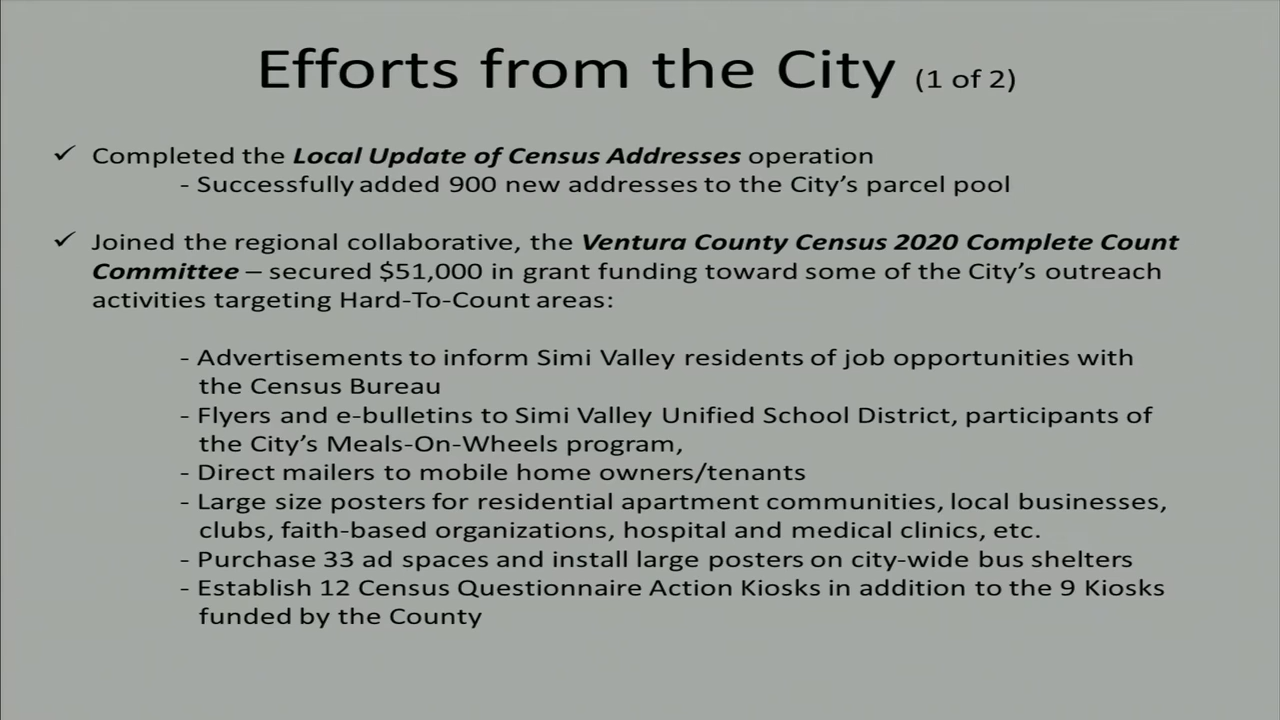 Efforts from the City (1 of 2)
✓ Completed the Local Update of Census Addresses operation
- Successfully added 900 new addresses to the City's parcel pool
✓ Joined the regional collaborative, the Ventura County Census 2020 Complete Count
Committee – secured $51,000 in grant funding toward some of the City's outreach
activities targeting Hard-To-Count areas:
- Advertisements to inform Simi Valley residents of job opportunities with
the Census Bureau
- Flyers and e-bulletins to Simi Valley Unified School District, participants of
the City's Meals-On-Wheels program,
- Direct mailers to mobile home owners/tenants
- Large size posters for residential apartment communities, local businesses,
clubs, faith-based organizations, hospital and medical clinics, etc.
- Purchase 33 ad spaces and install large posters on city-wide bus shelters
- Establish 12 Census Questionnaire Action Kiosks in addition to the 9 Kiosks
funded by the County